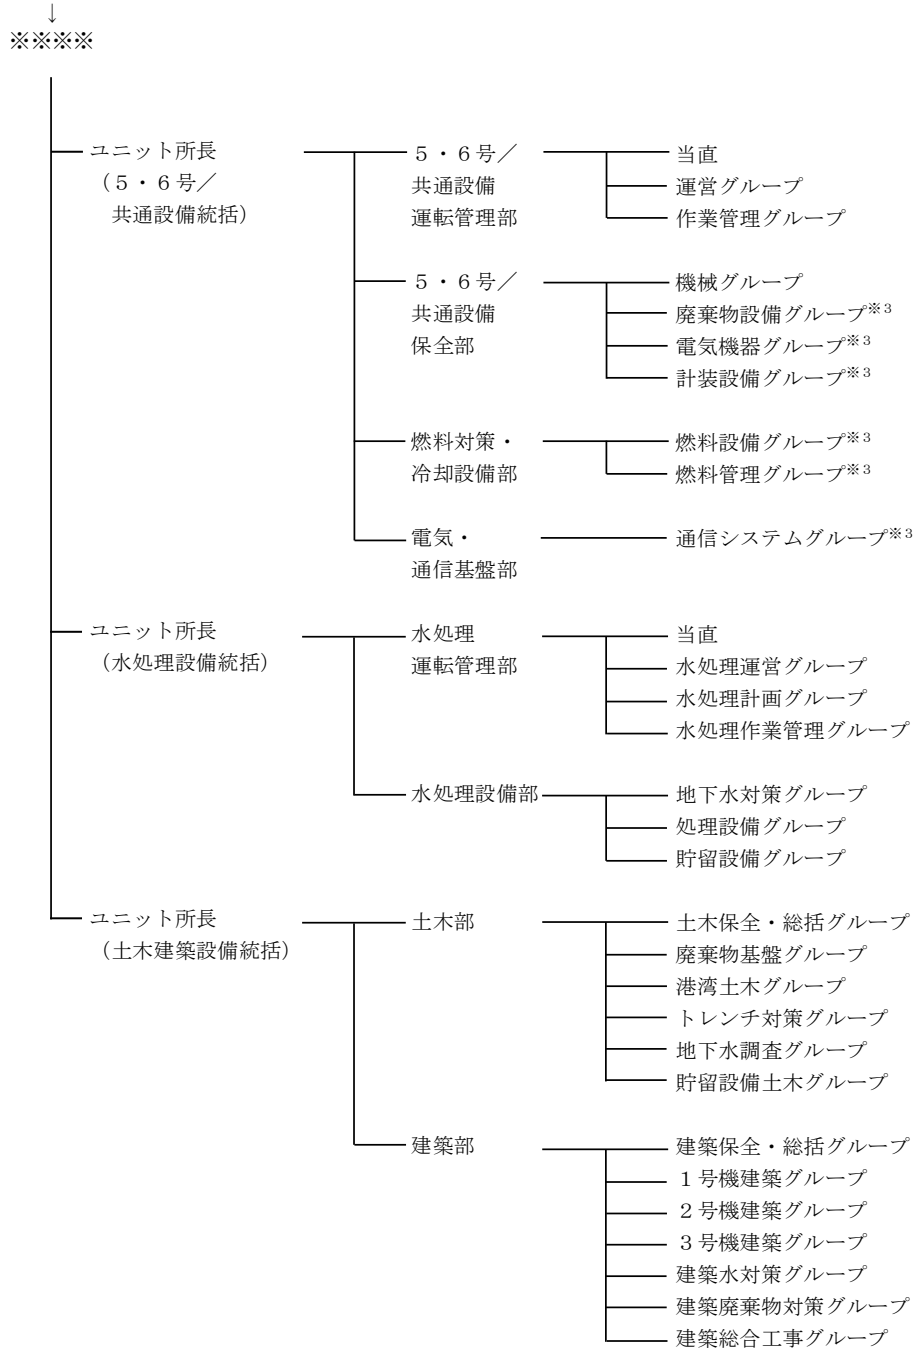 ↓
※※※※
ユニット所長
（５・６号／
共通設備統括）
５・６号／
共通設備
運転管理部
当直
運営グループ
作業管理グループ
５・６号／
共通設備
保全部
機械グループ
廃棄物設備グループ※3
電気機器グループ※3
計装設備グループ※3
燃料対策・
冷却設備部
燃料設備グループ※3
燃料管理グループ※3
電気・
通信基盤部
通信システムグループ※3
ユニット所長
（水処理設備統括）
水処理
運転管理部
当直
水処理運営グループ
水処理計画グループ
水処理作業管理グループ
水処理設備部
地下水対策グループ
処理設備グループ
貯留設備グループ
ユニット所長
（土木建築設備統括）
土木部
土木保全・総括グループ
廃棄物基盤グループ
港湾土木グループ
トレンチ対策グループ
地下水調査グループ
貯留設備土木グループ
建築部
建築保全・総括グループ
１号機建築グループ
２号機建築グループ
３号機建築グループ
建築水対策グループ
建築廃棄物対策グループ
建築総合工事グループ